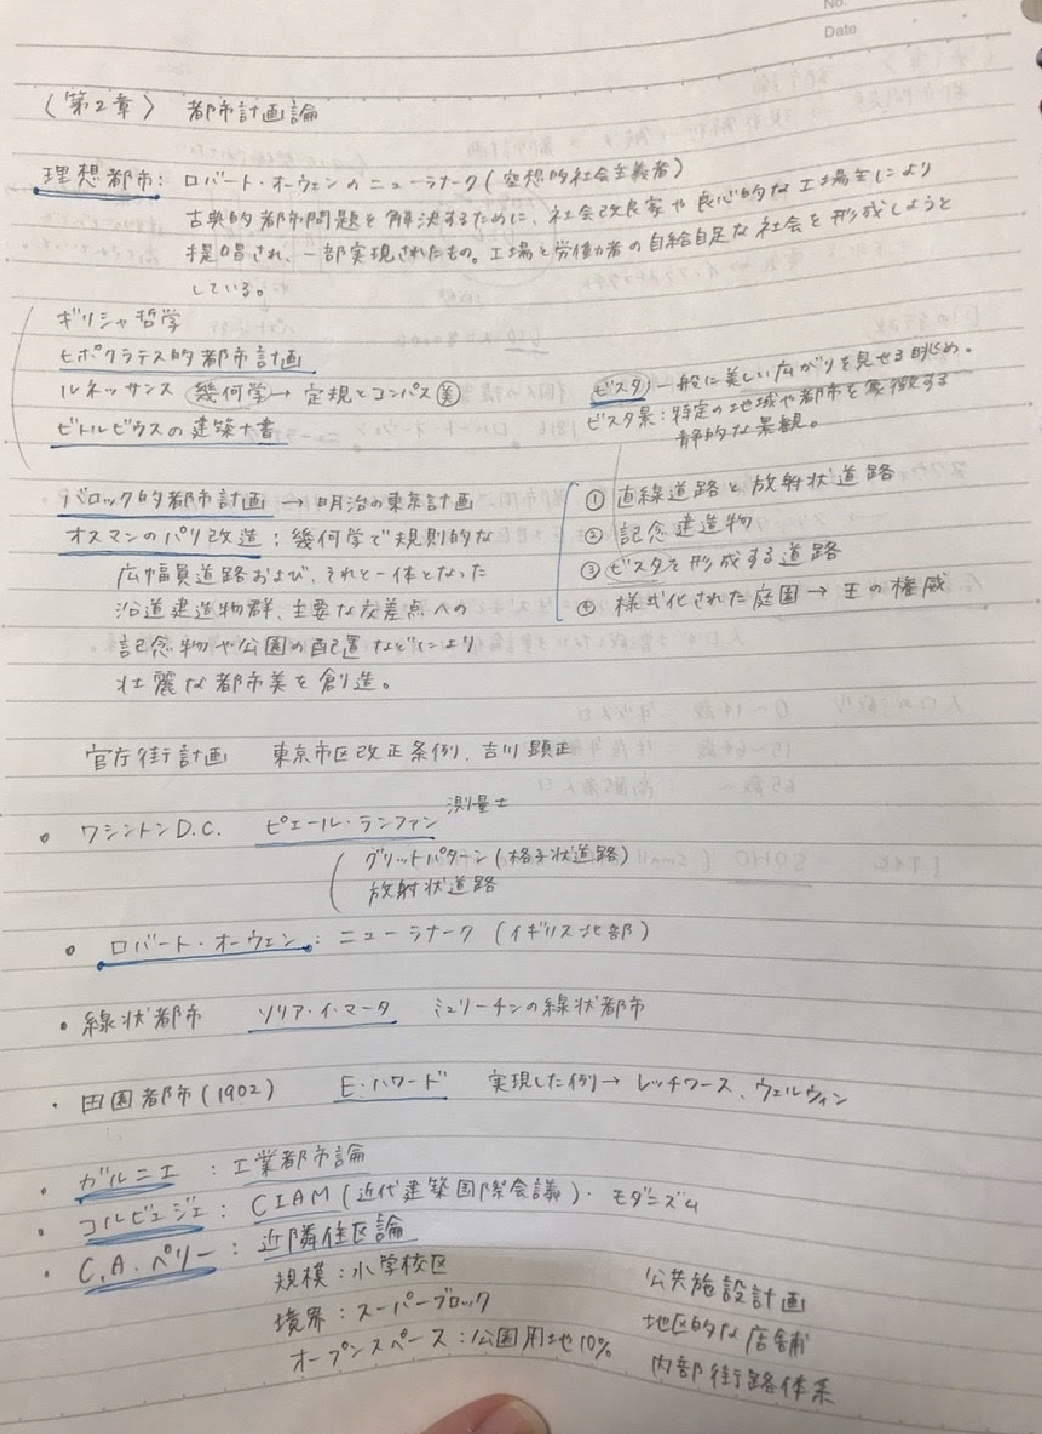 No.
Date
〈第2章〉 都市計画論
理想都市: ロバート・オーウェンのニューラナーク(空想的社会主義者)
古典的都市問題を解決するために、社会改良家や良心的な工場主により
提唱され、一部実現されたもの。工場と労働者の自給自足な社会を形成しようと
している。
ギリシャ哲学
ヒポクラテス的都市計画
ルネッサンス 幾何学→定規とコンパス 美
ビトルビウスの建築十書
ビスタ 一般に美しい広がりを見せる眺め。
ビスタ景:特定の地域や都市を象徴する
静的な景観。
バロック的都市計画 → 明治の東京計画
オスマンのパリ改造:幾何学で規則的な
広幅員道路および、それと一体となった
沿道建造物群、主要な交差点への
記念物や公園の配置などにより
壮麗な都市美を創造。
① 直線道路と放射状道路
② 記念建造物
③ ビスタを形成する道路
④ 様式化された庭園 → 王の権威
官庁街計画 東京市区改正条例、吉川顕正
• ワシントンD.C. ピエール・ランファン 測量士
グリットパターン(格子状道路)
放射状道路
• ロバート・オーウェン: ニューラナーク (イギリス北部)
• 線状都市 ソリア・イ・マータ ミリューチンの線状都市
• 田園都市(1902) E.ハワード 実現した例→ レッチワース、ウェルウィン
• ガルニエ : 工業都市論
• コルビュジエ: CIAM(近代建築国際会議)・モダニズム
• C.A.ペリー: 近隣住区論
規模:小学校区
境界:スーパーブロック
オープンスペース:公園用地10%
公共施設計画
地区的な店舗
内部街路体系